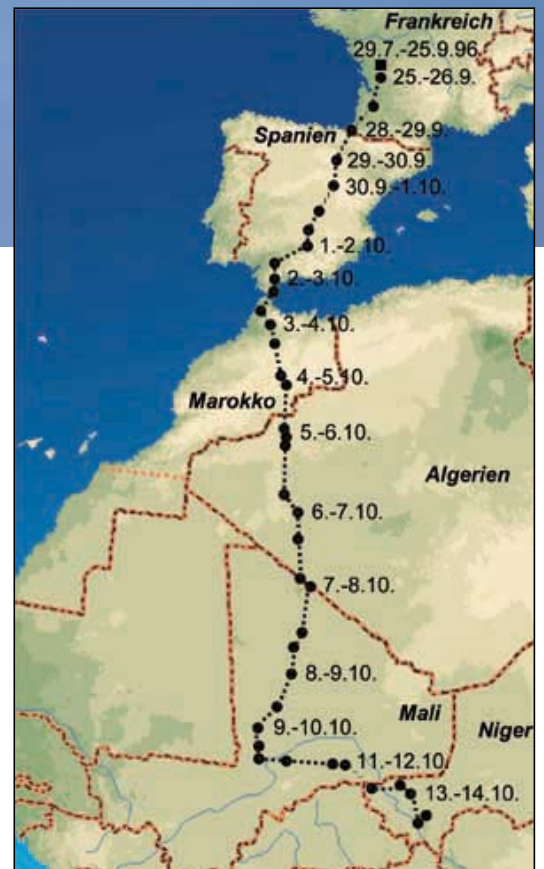 Frankreich
29.7.-25.9.96
25.-26.9.
Spanien
28.-29.9.
29.-30.9.
30.9.-1.10.
1.-2.10.
2.-3.10.
3.-4.10.
4.-5.10.
Marokko
5.-6.10.
Algerien
6.-7.10.
7.-8.10.
8.-9.10.
Mali
9.-10.10.
Niger
11.-12.10.
13.-14.10.